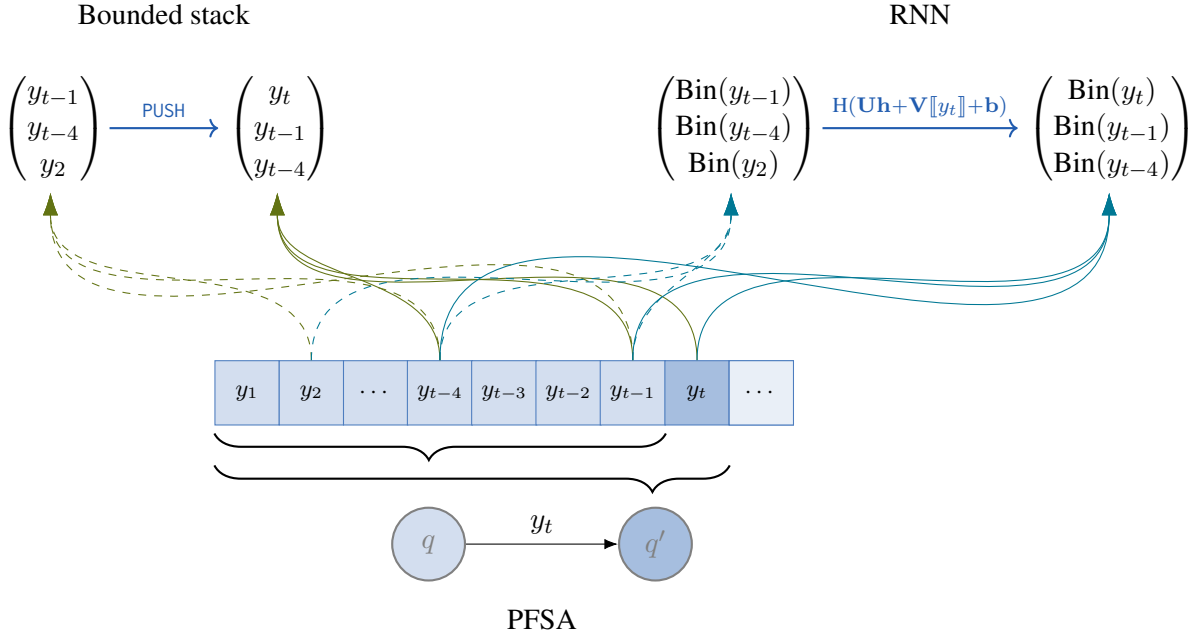 Bounded stack RNN
y_{t−1} y_t Bin(y_{t−1}) Bin(y_t)
y_{t−4} PUSH y_{t−1} Bin(y_{t−4}) H(Uh+V⟦y_t⟧+b) Bin(y_{t−1})
y_2 y_{t−4} Bin(y_2) Bin(y_{t−4})
y_1 y_2 ⋯ y_{t−4} y_{t−3} y_{t−2} y_{t−1} y_t ⋯
q y_t q′
PFSA